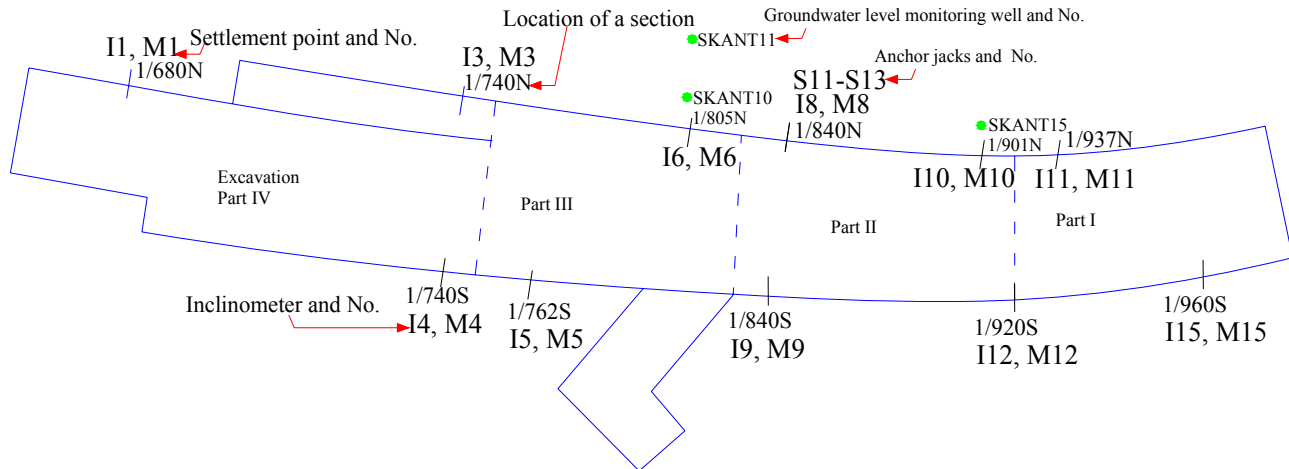 Groundwater level monitoring well and No.
Location of a section
SKANT11
I1, M1
Settlement point and No.
1/680N
I3, M3
1/740N
Anchor jacks and No.
S11-S13
I8, M8
1/840N
SKANT10
1/805N
I6, M6
SKANT15
1/901N
I10, M10
1/937N
I11, M11
Excavation
Part IV
Part III
Part II
Part I
Inclinometer and No.
1/740S
I4, M4
1/762S
I5, M5
1/840S
I9, M9
1/920S
I12, M12
1/960S
I15, M15